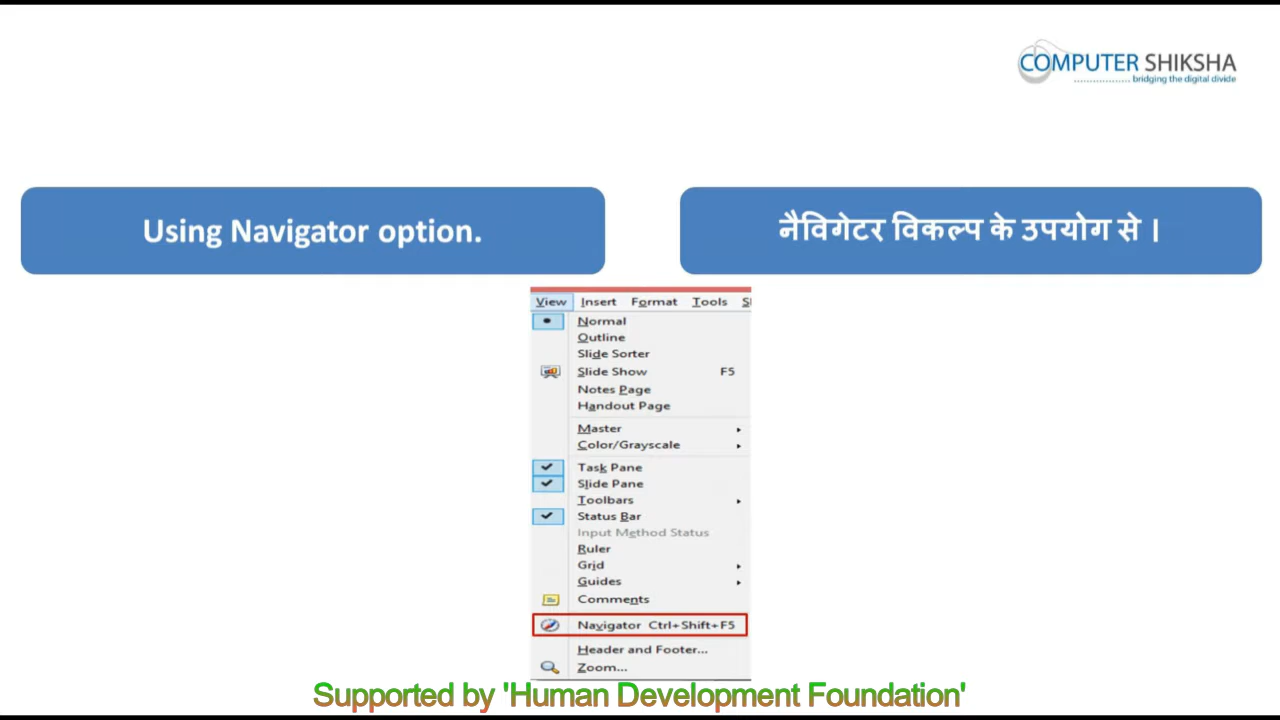 COMPUTER SHIKSHA
bridging the digital divide
Using Navigator option.
नैविगेटर विकल्प के उपयोग से |
View Insert Format Tools
Normal
Outline
Slide Sorter
Slide Show F5
Notes Page
Handout Page
Master
Color/Grayscale
Task Pane
Slide Pane
Toolbars
Status Bar
Input Method Status
Ruler
Grid
Guides
Comments
Navigator Ctrl+Shift+F5
Header and Footer...
Zoom...
Supported by 'Human Development Foundation'